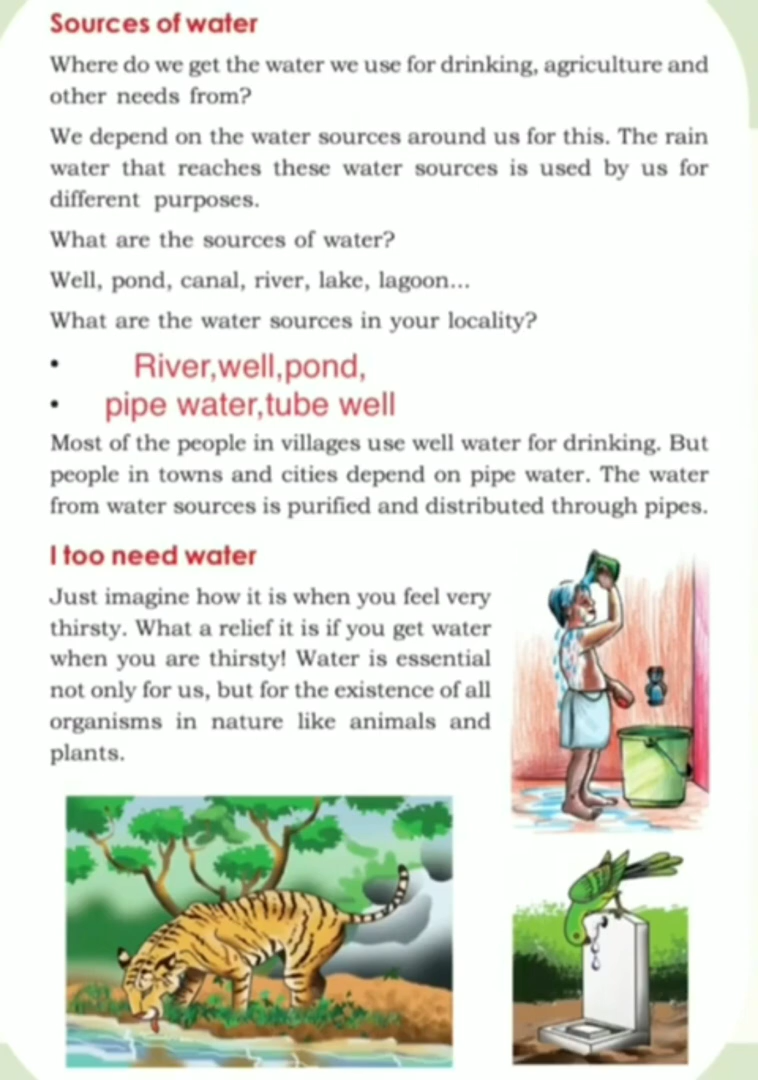 Sources of water
Where do we get the water we use for drinking, agriculture and
other needs from?
We depend on the water sources around us for this. The rain
water that reaches these water sources is used by us for
different purposes.
What are the sources of water?
Well, pond, canal, river, lake, lagoon...
What are the water sources in your locality?
• River,well,pond,
• pipe water,tube well
Most of the people in villages use well water for drinking. But
people in towns and cities depend on pipe water. The water
from water sources is purified and distributed through pipes.
I too need water
Just imagine how it is when you feel very
thirsty. What a relief it is if you get water
when you are thirsty! Water is essential
not only for us, but for the existence of all
organisms in nature like animals and
plants.